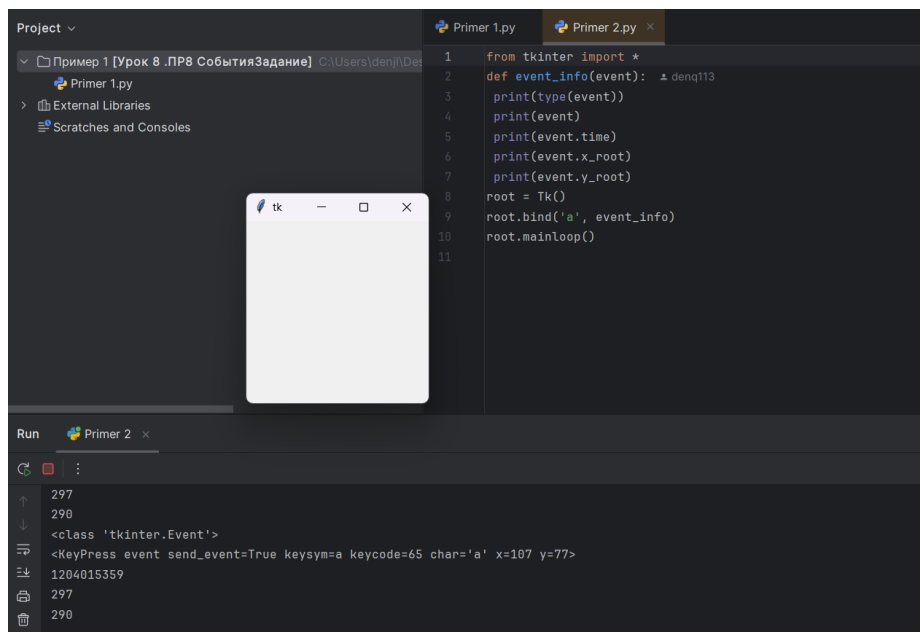 Project
Пример 1 [Урок 8 .ПР8 СобытияЗадание] C:\Users\denjl\Des
Primer 1.py
External Libraries
Scratches and Consoles
Primer 1.py
Primer 2.py
1 from tkinter import *
2 def event_info(event): denq113
3 print(type(event))
4 print(event)
5 print(event.time)
6 print(event.x_root)
7 print(event.y_root)
8 root = Tk()
9 root.bind('a', event_info)
10 root.mainloop()
11
tk
Run
Primer 2
297
290
<class 'tkinter.Event'>
<KeyPress event send_event=True keysym=a keycode=65 char='a' x=107 y=77>
1204015359
297
290